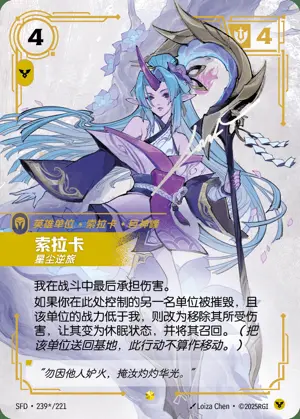 4
4
英雄单位·索拉卡·
索拉卡
星尘逆旅
我在战斗中最后承担伤害。
如果你在此处控制的另一名单位被摧毁，且
该单位的战力低于我，则改为移除其所受伤
害，让其变为休眠状态，并将其召回。（把
该单位送回基地，此行动不算作移动。）
“勿因他人妒火，掩汝灼灼华光。”
SFD · 239*/221
Loiza Chen · ©2025RGI